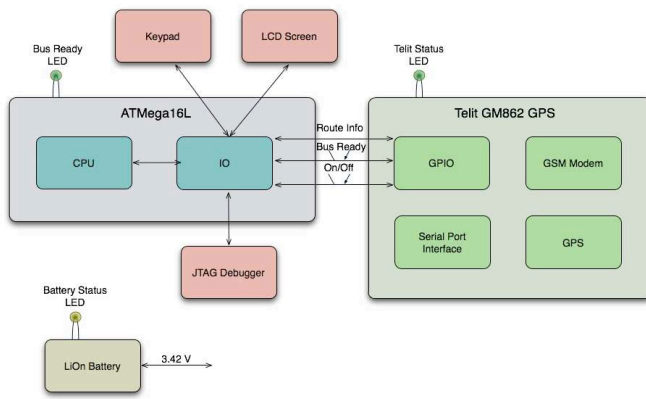 Keypad
LCD Screen
Bus Ready
LED
Telit Status
LED
ATMega16L
Telit GM862 GPS
CPU
IO
Route Info
Bus Ready
On/Off
GPIO
GSM Modem
Serial Port
Interface
GPS
JTAG Debugger
Battery Status
LED
LiOn Battery
3.42 V